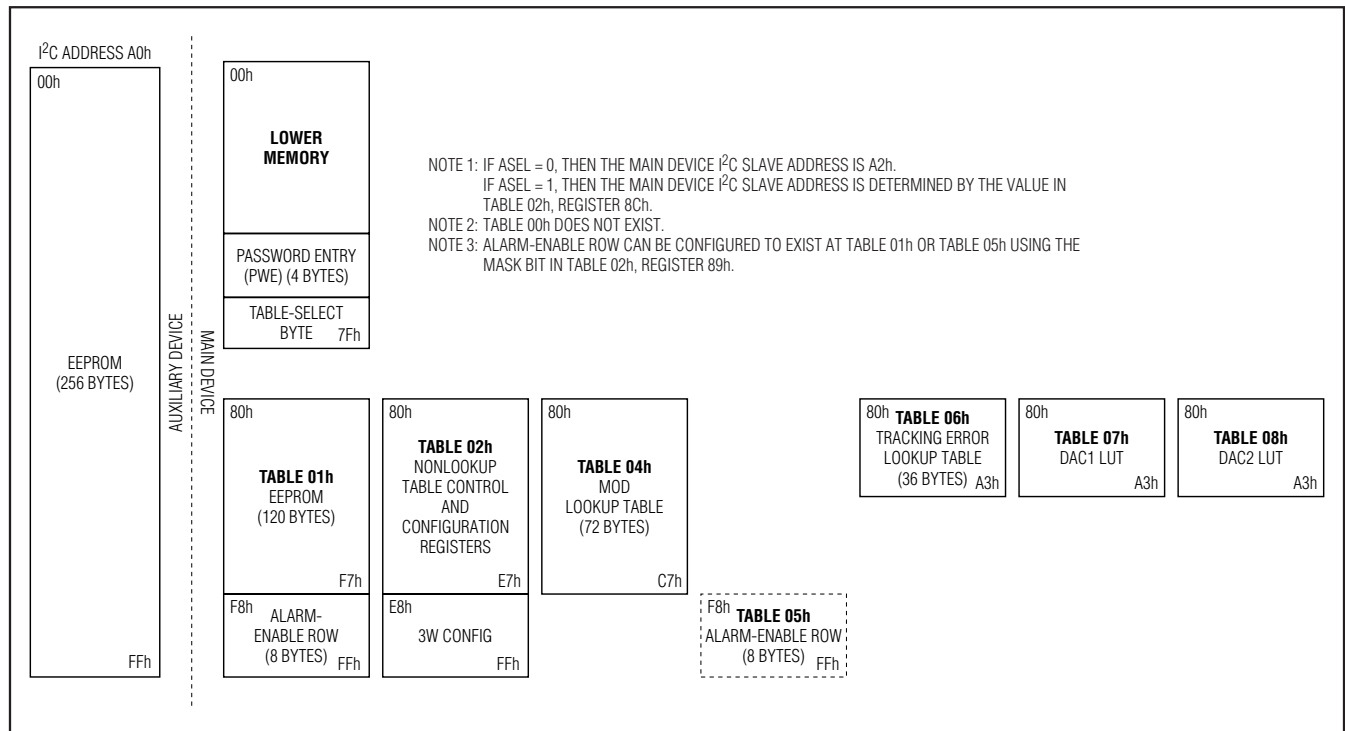 I2C ADDRESS A0h
00h
EEPROM
(256 BYTES)
FFh
AUXILIARY DEVICE
MAIN DEVICE
00h
LOWER
MEMORY
PASSWORD ENTRY
(PWE) (4 BYTES)
TABLE-SELECT
BYTE 7Fh
NOTE 1: IF ASEL = 0, THEN THE MAIN DEVICE I2C SLAVE ADDRESS IS A2h.
IF ASEL = 1, THEN THE MAIN DEVICE I2C SLAVE ADDRESS IS DETERMINED BY THE VALUE IN
TABLE 02h, REGISTER 8Ch.
NOTE 2: TABLE 00h DOES NOT EXIST.
NOTE 3: ALARM-ENABLE ROW CAN BE CONFIGURED TO EXIST AT TABLE 01h OR TABLE 05h USING THE
MASK BIT IN TABLE 02h, REGISTER 89h.
80h
TABLE 01h
EEPROM
(120 BYTES)
F7h
F8h ALARM-
ENABLE ROW
(8 BYTES) FFh
80h
TABLE 02h
NONLOOKUP
TABLE CONTROL
AND
CONFIGURATION
REGISTERS
E7h
E8h
3W CONFIG
FFh
80h
TABLE 04h
MOD
LOOKUP TABLE
(72 BYTES)
C7h
F8h TABLE 05h
ALARM-ENABLE ROW
(8 BYTES) FFh
80h TABLE 06h
TRACKING ERROR
LOOKUP TABLE
(36 BYTES) A3h
80h
TABLE 07h
DAC1 LUT
A3h
80h
TABLE 08h
DAC2 LUT
A3h